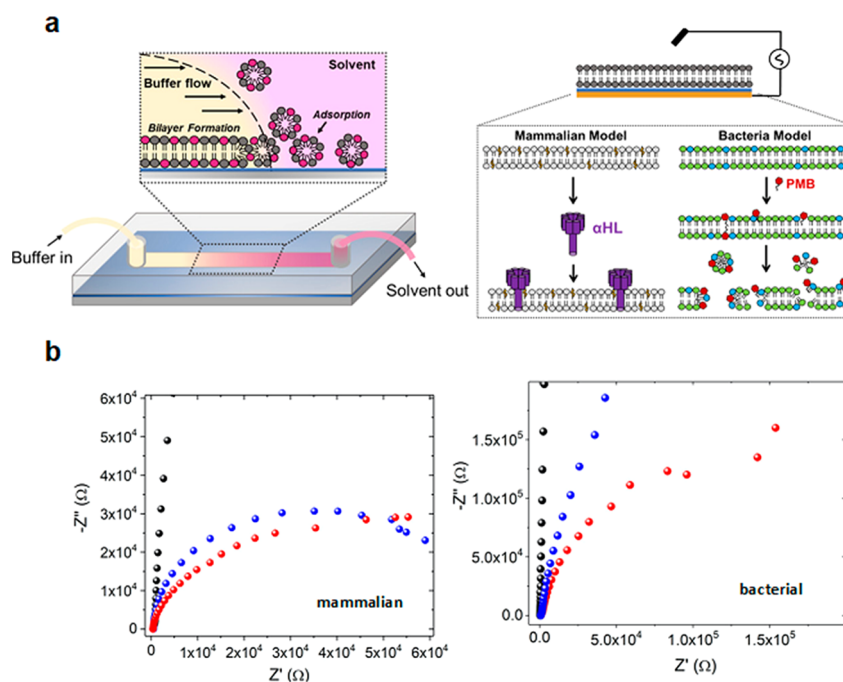 a
Buffer flow
Solvent
Adsorption
Bilayer Formation
Buffer in
Solvent out
Mammalian Model
Bacteria Model
PMB
αHL
b
6x10⁴
5x10⁴
4x10⁴
3x10⁴
2x10⁴
1x10⁴
0
-Z" (Ω)
mammalian
0 1x10⁴ 2x10⁴ 3x10⁴ 4x10⁴ 5x10⁴ 6x10⁴
Z' (Ω)
1.5x10⁵
1.0x10⁵
5.0x10⁴
0.0
-Z" (Ω)
bacterial
0.0 5.0x10⁴ 1.0x10⁵ 1.5x10⁵
Z' (Ω)